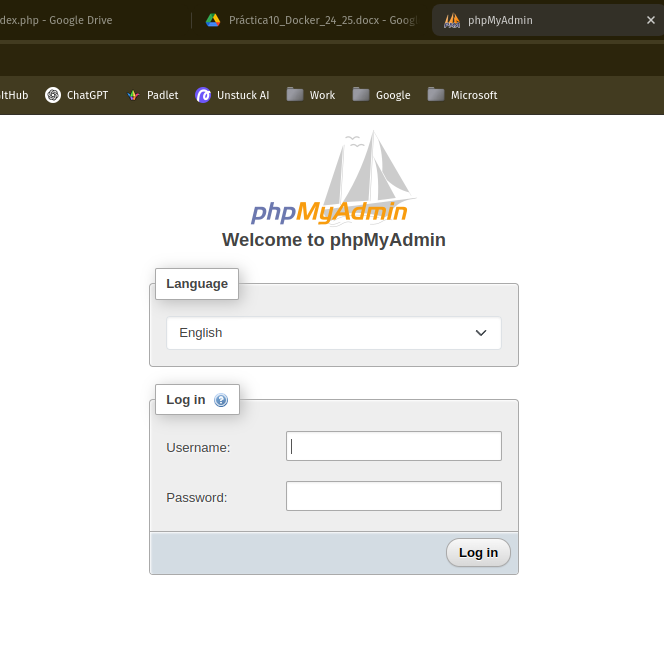 dex.php - Google Drive
Práctica10_Docker_24_25.docx - Googl
phpMyAdmin
itHub
ChatGPT
Padlet
Unstuck AI
Work
Google
Microsoft
phpMyAdmin
Welcome to phpMyAdmin
Language
English
Log in
Username:
Password:
Log in